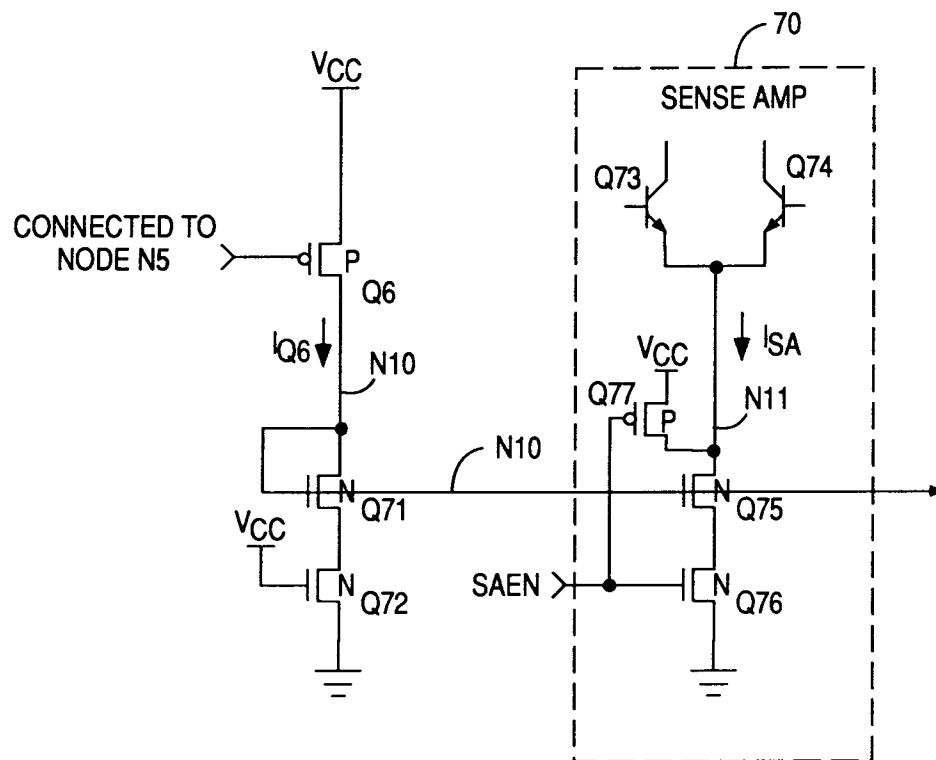 70
VCC
SENSE AMP
Q73
Q74
CONNECTED TO
NODE N5
P
Q6
IQ6
N10
VCC
ISA
Q77
P
N11
N10
N
Q71
N
Q75
VCC
N
Q72
SAEN
N
Q76